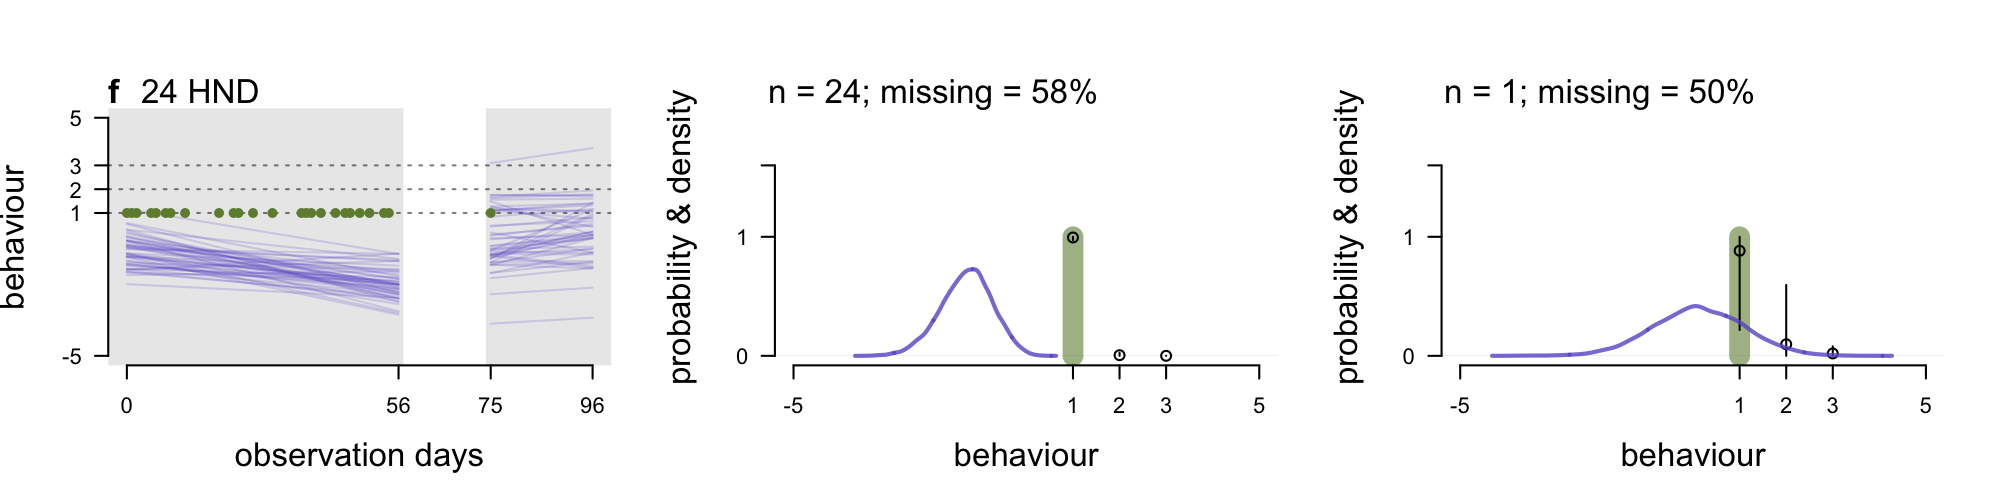 f 24 HND
n = 24; missing = 58%
n = 1; missing = 50%
behaviour
5
3
2
1
-5
0
56
75
96
observation days
probability & density
1
0
-5
1
2
3
5
behaviour
probability & density
1
0
-5
1
2
3
5
behaviour